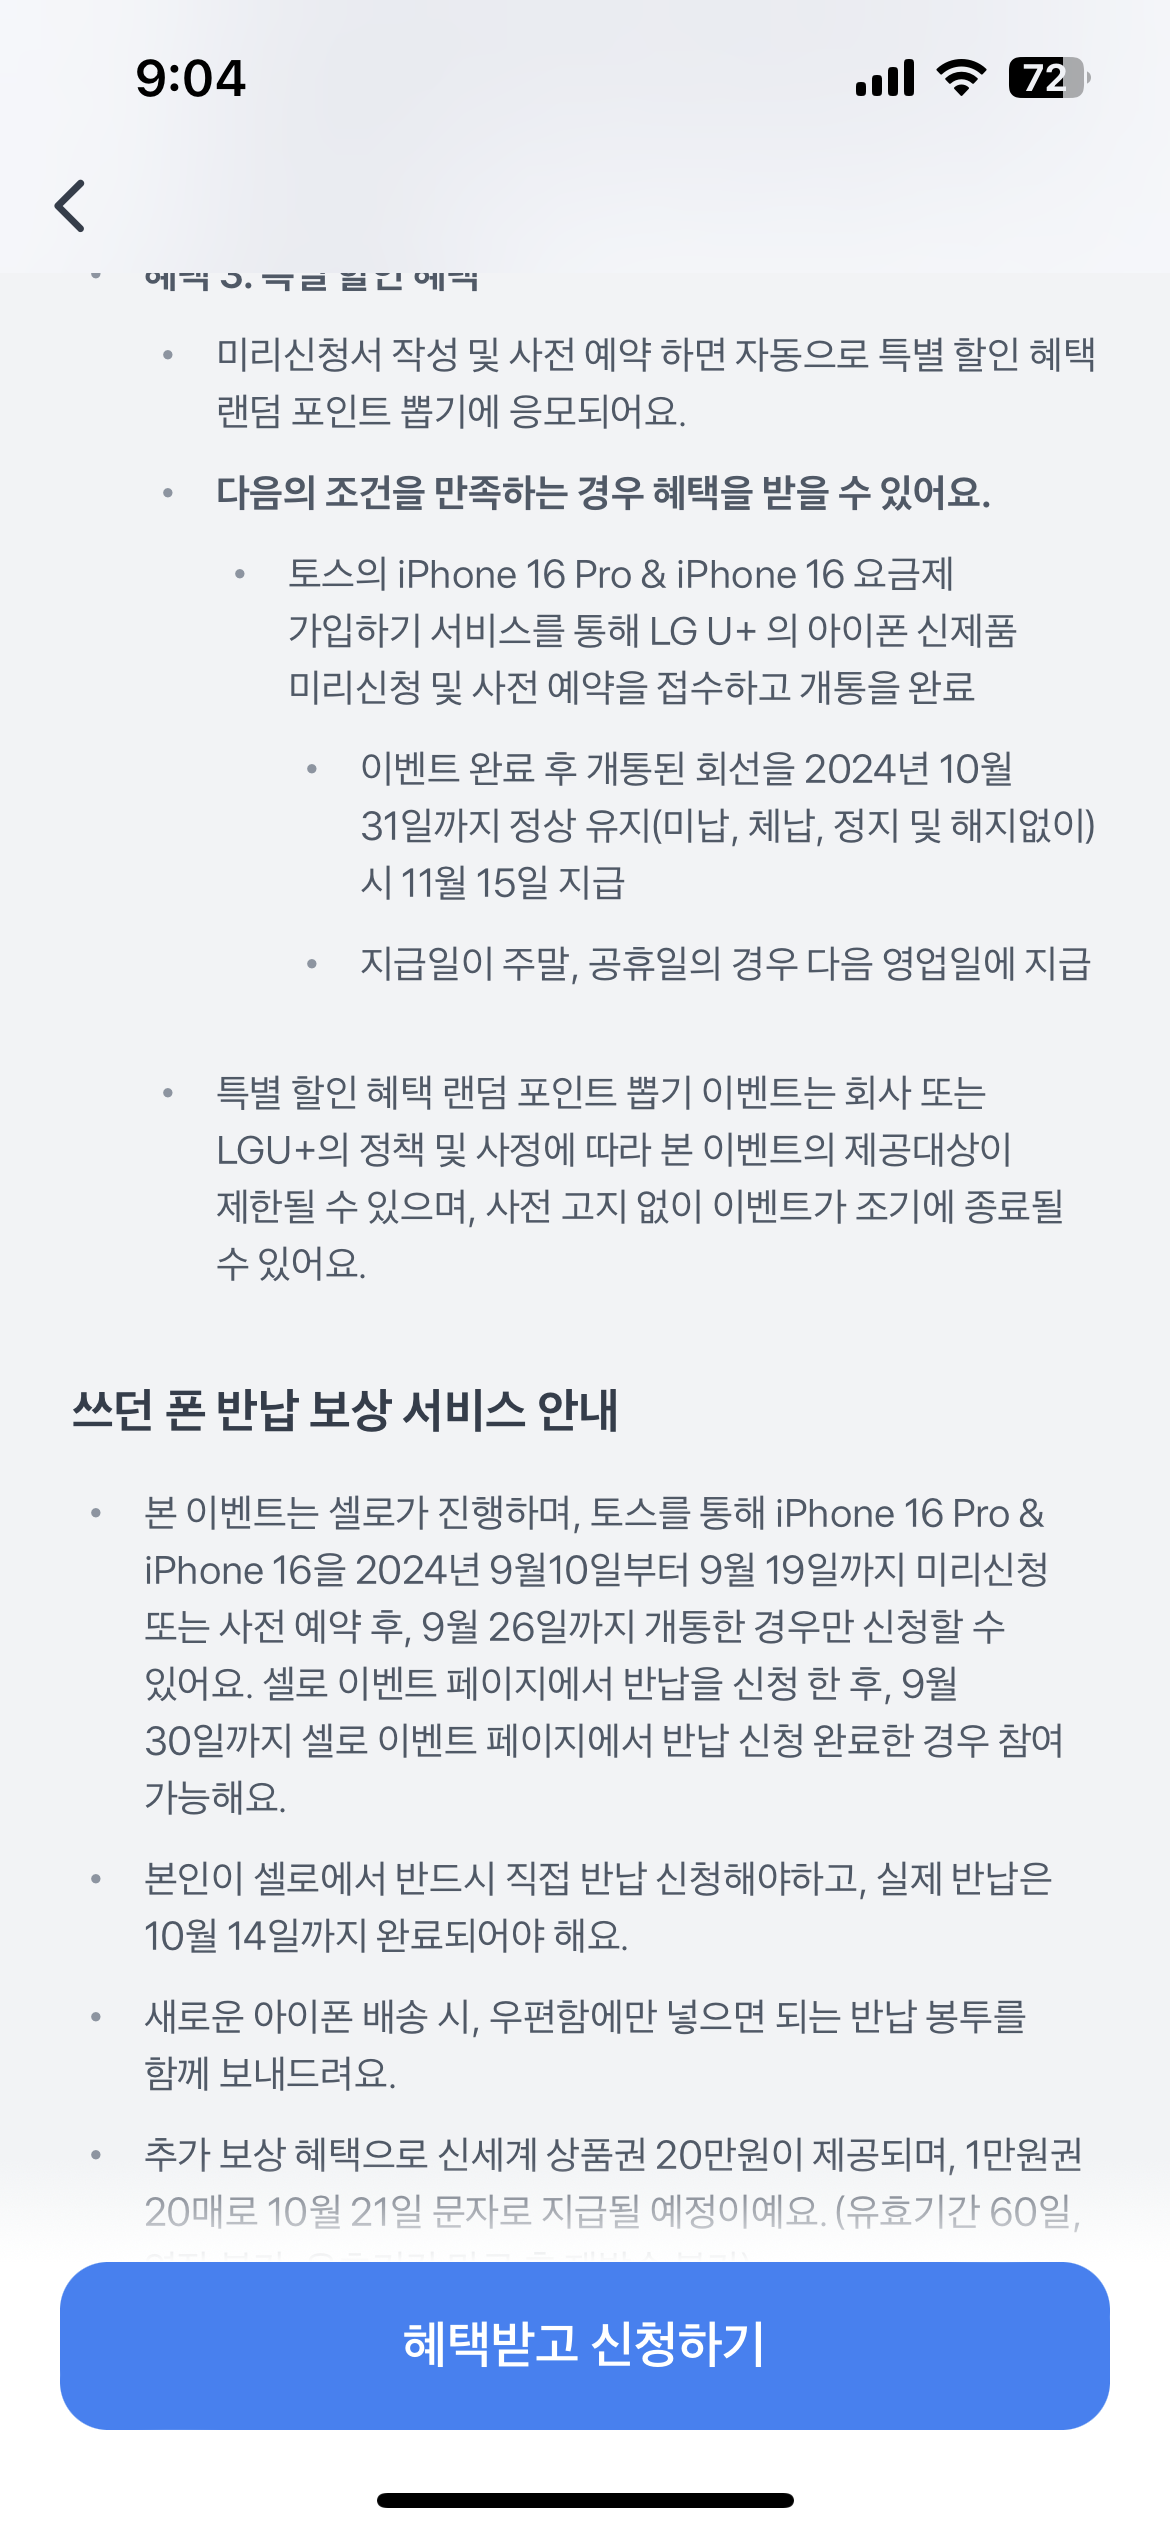 9:04
72
혜택 3. 특별 할인 혜택
미리신청서 작성 및 사전 예약 하면 자동으로 특별 할인 혜택
랜덤 포인트 뽑기에 응모되어요.
다음의 조건을 만족하는 경우 혜택을 받을 수 있어요.
토스의 iPhone 16 Pro & iPhone 16 요금제
가입하기 서비스를 통해 LG U+ 의 아이폰 신제품
미리신청 및 사전 예약을 접수하고 개통을 완료
이벤트 완료 후 개통된 회선을 2024년 10월
31일까지 정상 유지(미납, 체납, 정지 및 해지없이)
시 11월 15일 지급
지급일이 주말, 공휴일의 경우 다음 영업일에 지급
특별 할인 혜택 랜덤 포인트 뽑기 이벤트는 회사 또는
LGU+의 정책 및 사정에 따라 본 이벤트의 제공대상이
제한될 수 있으며, 사전 고지 없이 이벤트가 조기에 종료될
수 있어요.
쓰던 폰 반납 보상 서비스 안내
본 이벤트는 셀로가 진행하며, 토스를 통해 iPhone 16 Pro &
iPhone 16을 2024년 9월10일부터 9월 19일까지 미리신청
또는 사전 예약 후, 9월 26일까지 개통한 경우만 신청할 수
있어요. 셀로 이벤트 페이지에서 반납을 신청 한 후, 9월
30일까지 셀로 이벤트 페이지에서 반납 신청 완료한 경우 참여
가능해요.
본인이 셀로에서 반드시 직접 반납 신청해야하고, 실제 반납은
10월 14일까지 완료되어야 해요.
새로운 아이폰 배송 시, 우편함에만 넣으면 되는 반납 봉투를
함께 보내드려요.
추가 보상 혜택으로 신세계 상품권 20만원이 제공되며, 1만원권
20매로 10월 21일 문자로 지급될 예정이예요. (유효기간 60일,
혜택받고 신청하기